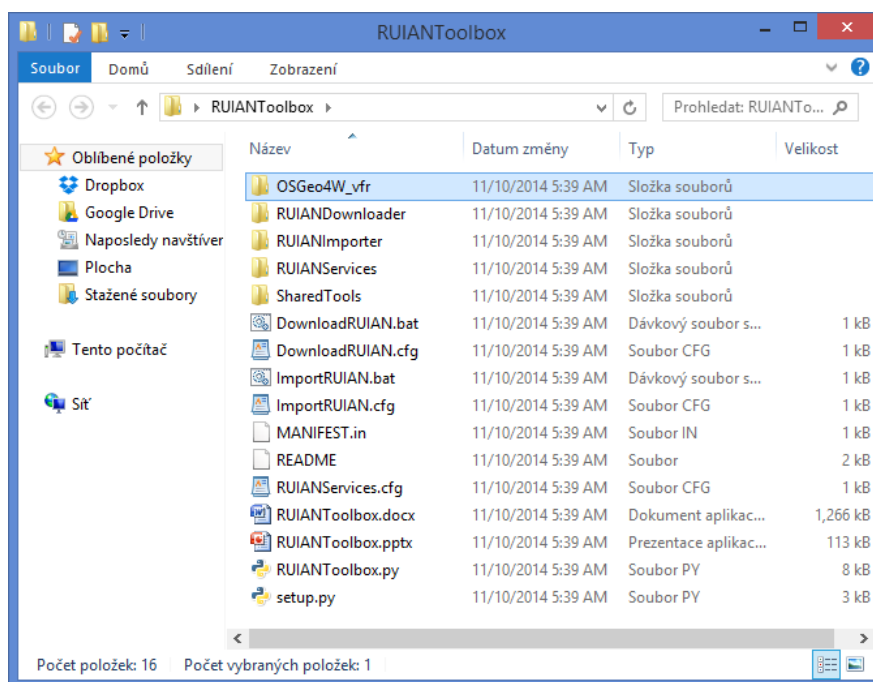 RUIANToolbox
Soubor Domů Sdílení Zobrazení
RUIANToolbox Prohledat: RUIANTo...
Název Datum změny Typ Velikost
Oblíbené položky
Dropbox
Google Drive
Naposledy navštíver
Plocha
Stažené soubory
Tento počítač
Síť
OSGeo4W_vfr 11/10/2014 5:39 AM Složka souborů
RUIANDownloader 11/10/2014 5:39 AM Složka souborů
RUIANImporter 11/10/2014 5:39 AM Složka souborů
RUIANServices 11/10/2014 5:39 AM Složka souborů
SharedTools 11/10/2014 5:39 AM Složka souborů
DownloadRUIAN.bat 11/10/2014 5:39 AM Dávkový soubor s... 1 kB
DownloadRUIAN.cfg 11/10/2014 5:39 AM Soubor CFG 1 kB
ImportRUIAN.bat 11/10/2014 5:39 AM Dávkový soubor s... 1 kB
ImportRUIAN.cfg 11/10/2014 5:39 AM Soubor CFG 1 kB
MANIFEST.in 11/10/2014 5:39 AM Soubor IN 1 kB
README 11/10/2014 5:39 AM Soubor 2 kB
RUIANServices.cfg 11/10/2014 5:39 AM Soubor CFG 1 kB
RUIANToolbox.docx 11/10/2014 5:39 AM Dokument aplikac... 1,266 kB
RUIANToolbox.pptx 11/10/2014 5:39 AM Prezentace aplikac... 113 kB
RUIANToolbox.py 11/10/2014 5:39 AM Soubor PY 8 kB
setup.py 11/10/2014 5:39 AM Soubor PY 3 kB
Počet položek: 16 Počet vybraných položek: 1